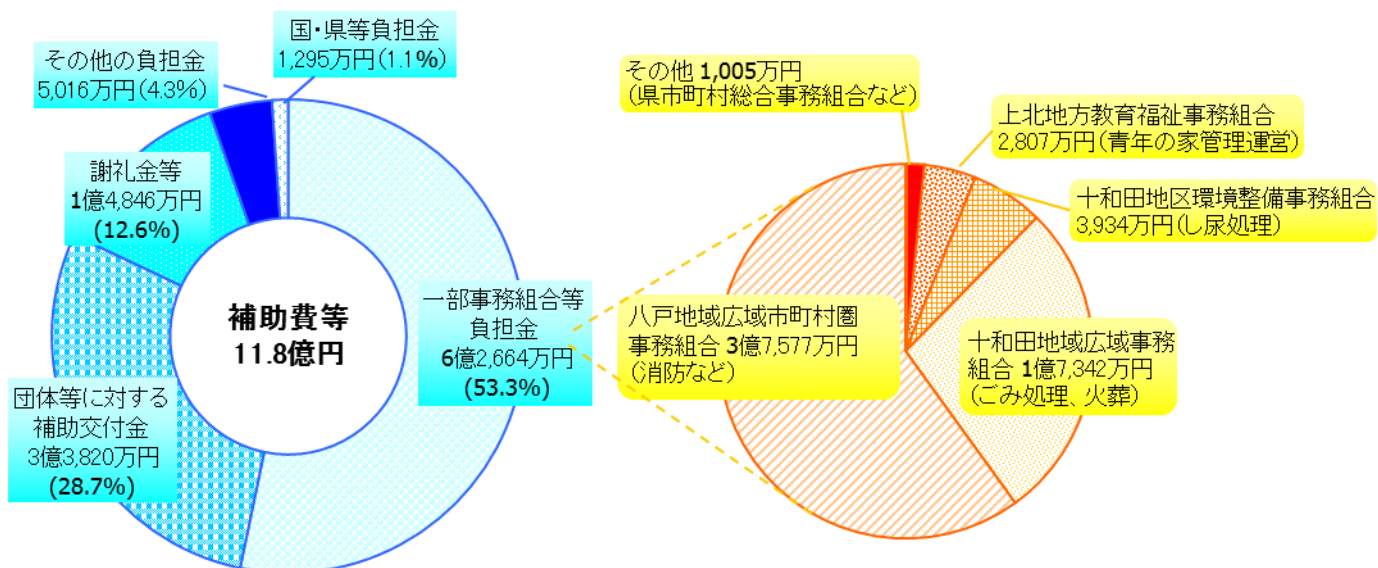 国・県等負担金
1,295万円(1.1%)
その他の負担金
5,016万円(4.3%)
謝礼金等
1億4,846万円
(12.6%)
団体等に対する
補助交付金
3億3,820万円
(28.7%)
補助費等
11.8億円
一部事務組合等
負担金
6億2,664万円
(53.3%)
その他 1,005万円
(県市町村総合事務組合など)
上北地方教育福祉事務組合
2,807万円(青年の家管理運営)
十和田地区環境整備事務組合
3,934万円(し尿処理)
八戸地域広域市町村圏
事務組合 3億7,577万円
(消防など)
十和田地域広域事務
組合 1億7,342万円
(ごみ処理、火葬)